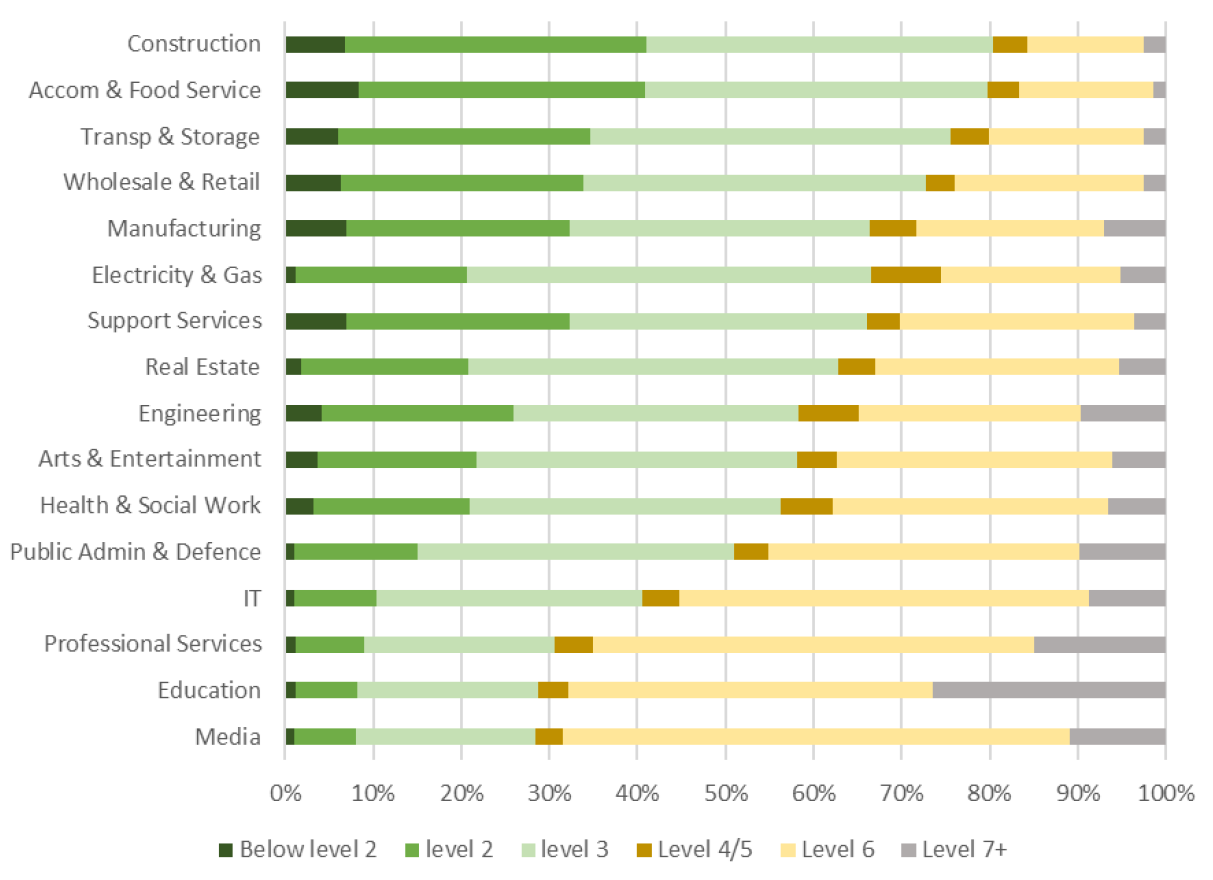 Construction
Accom & Food Service
Transp & Storage
Wholesale & Retail
Manufacturing
Electricity & Gas
Support Services
Real Estate
Engineering
Arts & Entertainment
Health & Social Work
Public Admin & Defence
IT
Professional Services
Education
Media
0% 10% 20% 30% 40% 50% 60% 70% 80% 90% 100%
Below level 2 level 2 level 3 Level 4/5 Level 6 Level 7+